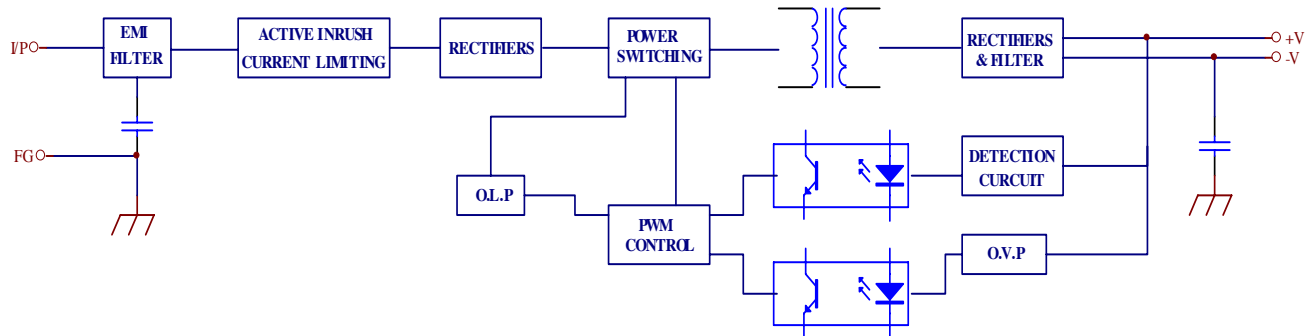 I/P
EMI
FILTER
ACTIVE INRUSH
CURRENT LIMITING
RECTIFIERS
POWER
SWITCHING
RECTIFIERS
& FILTER
+V
-V
FG
O.L.P
PWM
CONTROL
DETECTION
CURCUIT
O.V.P